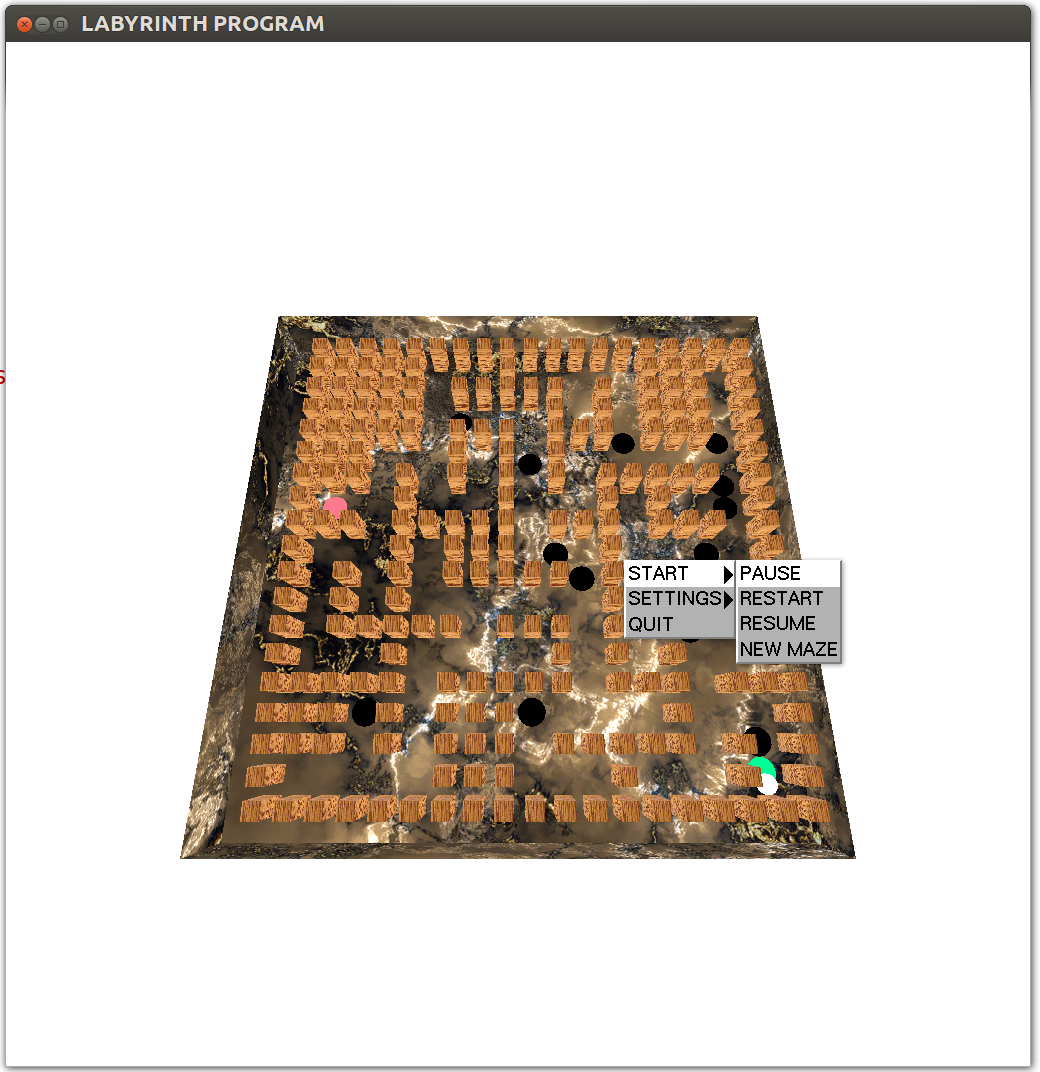 LABYRINTH PROGRAM
s
START
SETTINGS
QUIT
PAUSE
RESTART
RESUME
NEW MAZE